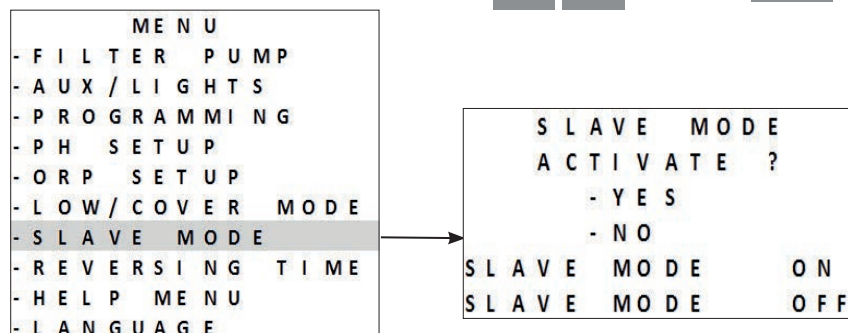 MENU
- FILTER PUMP
- AUX/LIGHTS
- PROGRAMMING
- PH SETUP
- ORP SETUP
- LOW/COVER MODE
- SLAVE MODE
- REVERSING TIME
- HELP MENU
- LANGUAGE
SLAVE MODE
ACTIVATE ?
- YES
- NO
SLAVE MODE ON
SLAVE MODE OFF